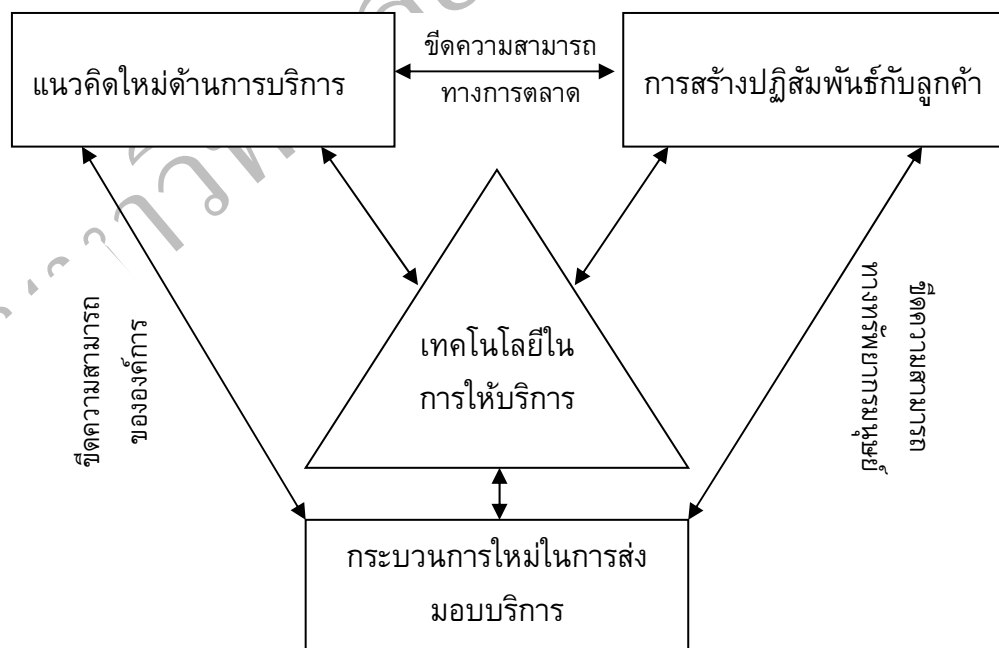 แนวคิดใหม่ด้านการบริการ
ขีดความสามารถ
ทางการตลาด
การสร้างปฏิสัมพันธ์กับลูกค้า
ขีดความสามารถ
ขององค์การ
เทคโนโลยีใน
การให้บริการ
ขีดความสามารถ
ทางทรัพยากรมนุษย์
กระบวนการใหม่ในการส่ง
มอบบริการ